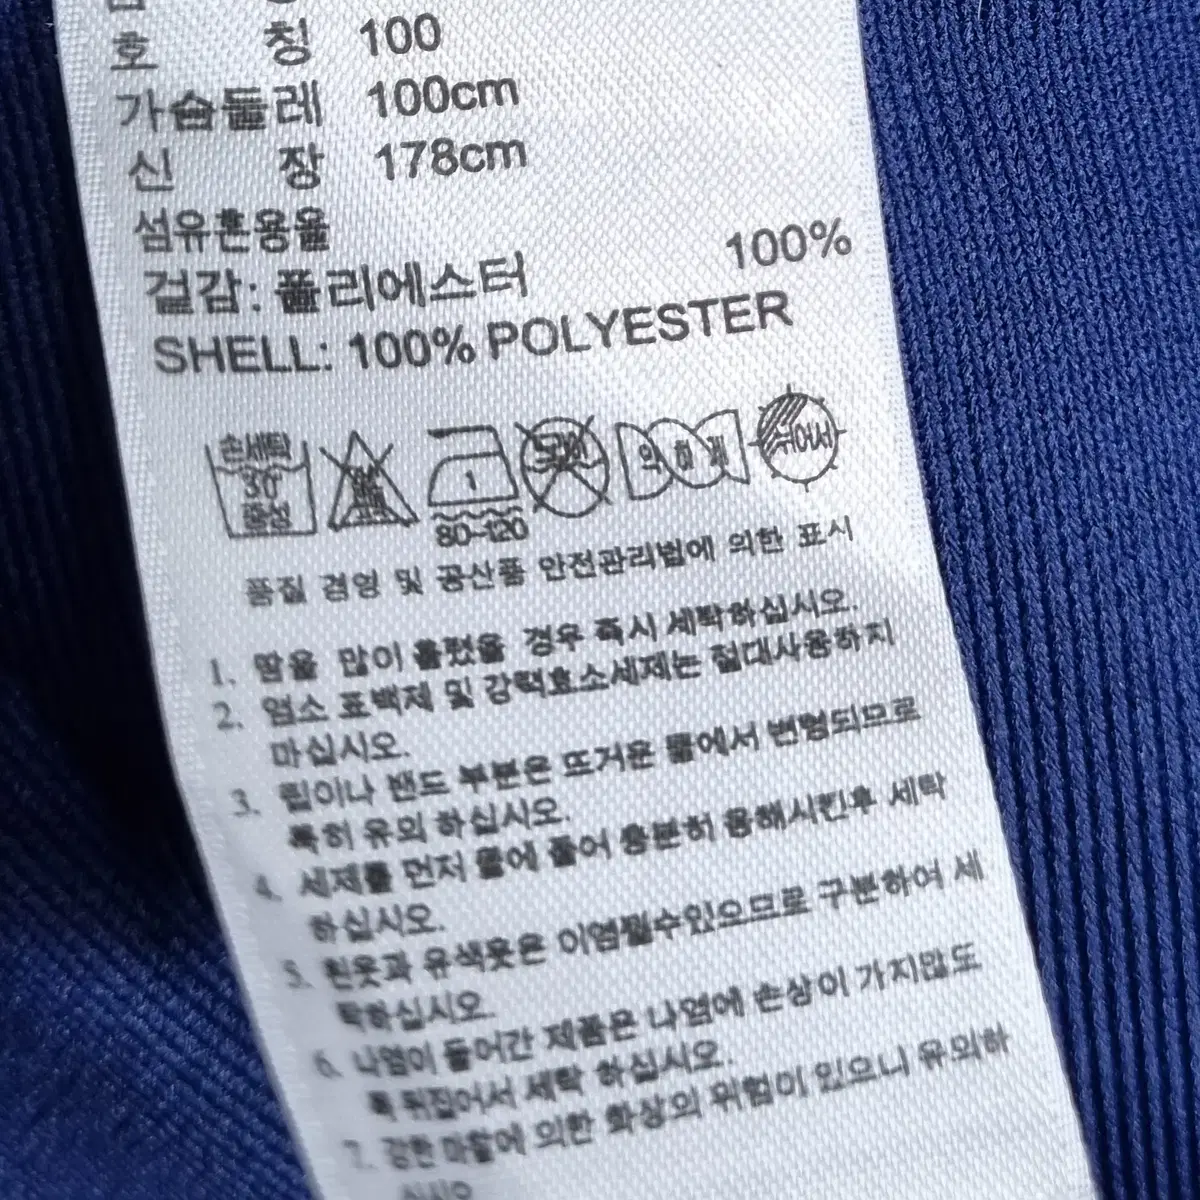 호 칭 100
가슴둘레 100cm
신 장 178cm
섬유혼용율
겉감: 폴리에스터 100%
SHELL: 100% POLYESTER
손세탁
30
중성
1
80~120
드라이
약하게
뉘어서
품질 경영 및 공산품 안전관리법에 의한 표시
1. 땀을 많이 흘렸을 경우 즉시 세탁하십시오.
2. 염소 표백제 및 강력효소세제는 절대사용하지
마십시오.
3. 립이나 밴드 부분은 뜨거운 물에서 변형되므로
특히 유의 하십시오.
4. 세제를 먼저 물에 풀어 충분히 용해시킨후 세탁
하십시오.
5. 흰옷과 유색옷은 이염될수있으므로 구분하여 세
탁하십시오.
6. 나염이 들어간 제품은 나염에 손상이 가지않도
록 뒤집어서 세탁 하십시오.
7. 강한 마찰에 의한 화상의 위험이 있으니 유의하
십시오